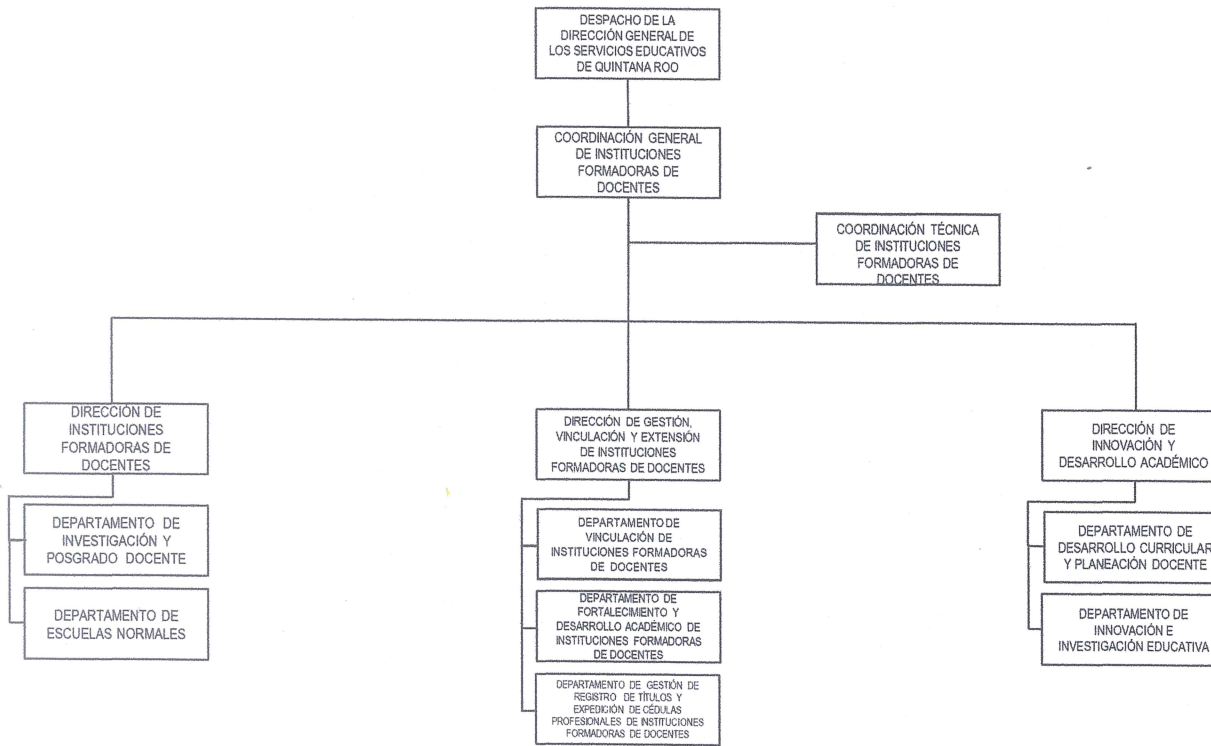 DESPACHO DE LA
DIRECCIÓN GENERAL DE
LOS SERVICIOS EDUCATIVOS
DE QUINTANA ROO
COORDINACIÓN GENERAL
DE INSTITUCIONES
FORMADORAS DE
DOCENTES
COORDINACIÓN TÉCNICA
DE INSTITUCIONES
FORMADORAS DE
DOCENTES
DIRECCIÓN DE
INSTITUCIONES
FORMADORAS DE
DOCENTES
DEPARTAMENTO DE
INVESTIGACIÓN Y
POSGRADO DOCENTE
DEPARTAMENTO DE
ESCUELAS NORMALES
DIRECCIÓN DE GESTIÓN,
VINCULACIÓN Y EXTENSIÓN
DE INSTITUCIONES
FORMADORAS DE DOCENTES
DEPARTAMENTO DE
VINCULACIÓN DE
INSTITUCIONES FORMADORAS
DE DOCENTES
DEPARTAMENTO DE
FORTALECIMIENTO Y
DESARROLLO ACADÉMICO DE
INSTITUCIONES FORMADORAS
DE DOCENTES
DEPARTAMENTO DE GESTIÓN DE
REGISTRO DE TÍTULOS Y
EXPEDICIÓN DE CÉDULAS
PROFESIONALES DE INSTITUCIONES
FORMADORAS DE DOCENTES
DIRECCIÓN DE
INNOVACIÓN Y
DESARROLLO ACADÉMICO
DEPARTAMENTO DE
DESARROLLO CURRICULAR
Y PLANEACIÓN DOCENTE
DEPARTAMENTO DE
INNOVACIÓN E
INVESTIGACIÓN EDUCATIVA